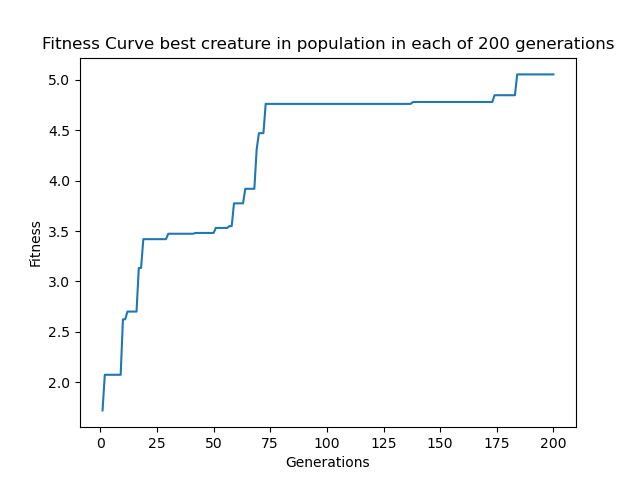 Fitness Curve best creature in population in each of 200 generations
5.0
4.5
4.0
3.5
3.0
2.5
2.0
Fitness
0 25 50 75 100 125 150 175 200
Generations